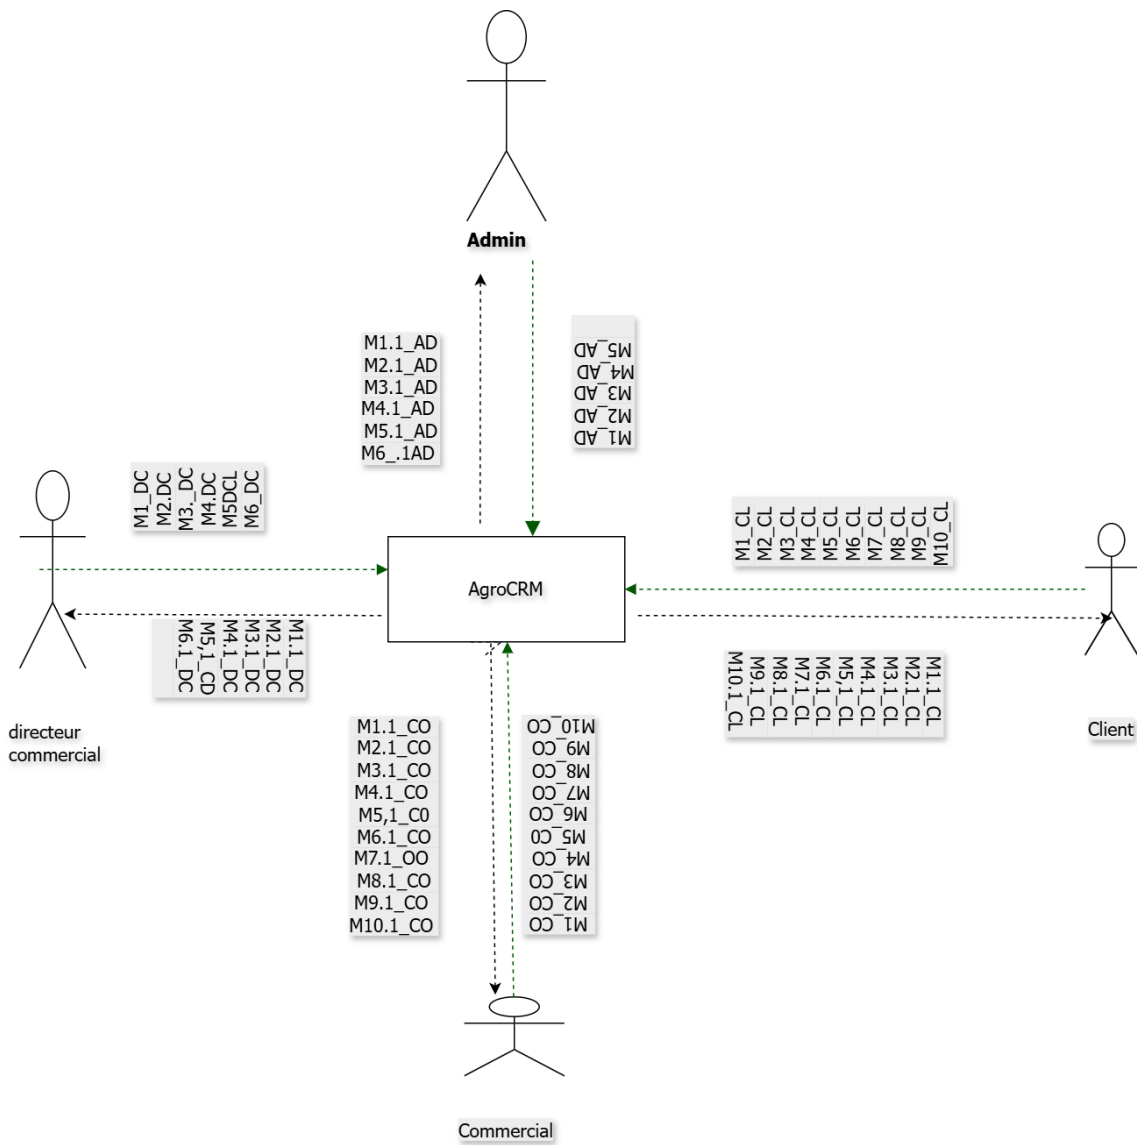 Admin
M1.1_AD
M2.1_AD
M3.1_AD
M4.1_AD
M5.1_AD
M6_.1AD
M1_AD
M2_AD
M3_AD
M4_AD
M5_AD
M1_DC
M2.DC
M3._DC
M4.DC
M5DCL
M6_DC
M1_CL
M2_CL
M3_CL
M4_CL
M5_CL
M6_CL
M7_CL
M8_CL
M9_CL
M10_CL
AgroCRM
M1.1_DC
M2.1_DC
M3.1_DC
M4.1_DC
M5,1_CD
M6.1_DC
M1.1_CL
M2.1_CL
M3.1_CL
M4.1_CL
M5,1_CL
M6.1_CL
M7.1_CL
M8.1_CL
M9.1_CL
M10.1_CL
directeur
commercial
Client
M1.1_CO
M2.1_CO
M3.1_CO
M4.1_CO
M5,1_C0
M6.1_CO
M7.1_OO
M8.1_CO
M9.1_CO
M10.1_CO
M1_CO
M2_CO
M3_CO
M4_CO
M5_C0
M6_CO
M7_CO
M8_CO
M9_CO
M10_CO
Commercial